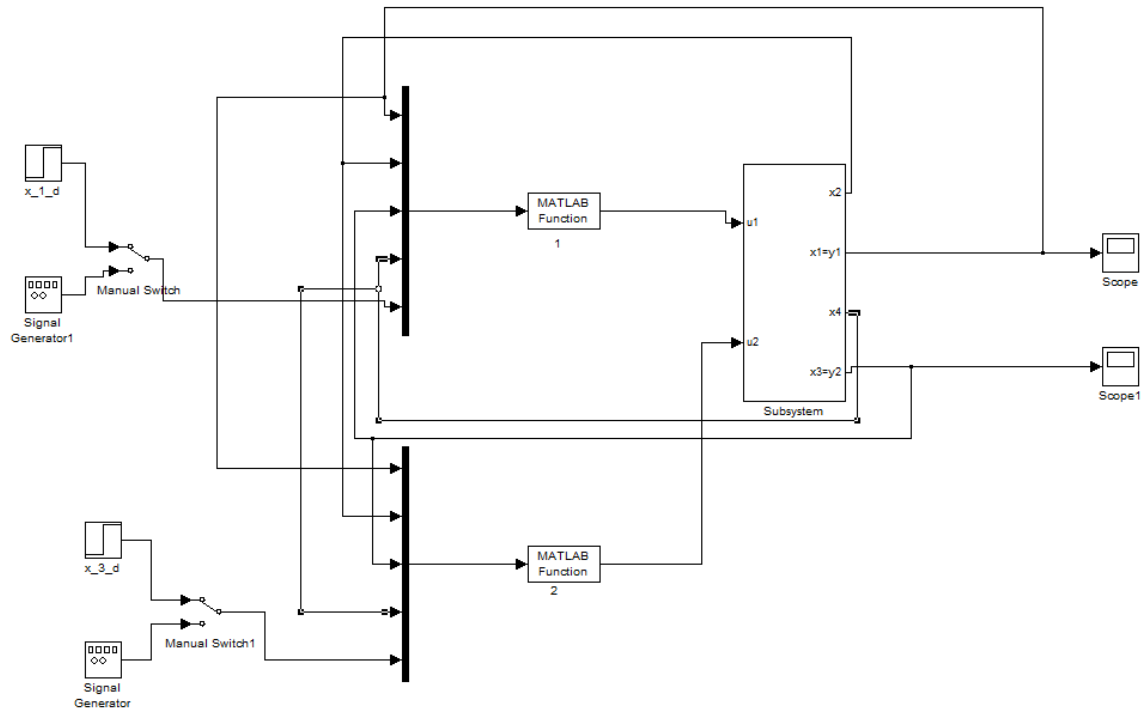 x_1_d
Manual Switch
Signal
Generator1
MATLAB
Function
1
u1
u2
x2
x1=y1
x4
x3=y2
Subsystem
Scope
Scope1
x_3_d
Manual Switch1
Signal
Generator
MATLAB
Function
2